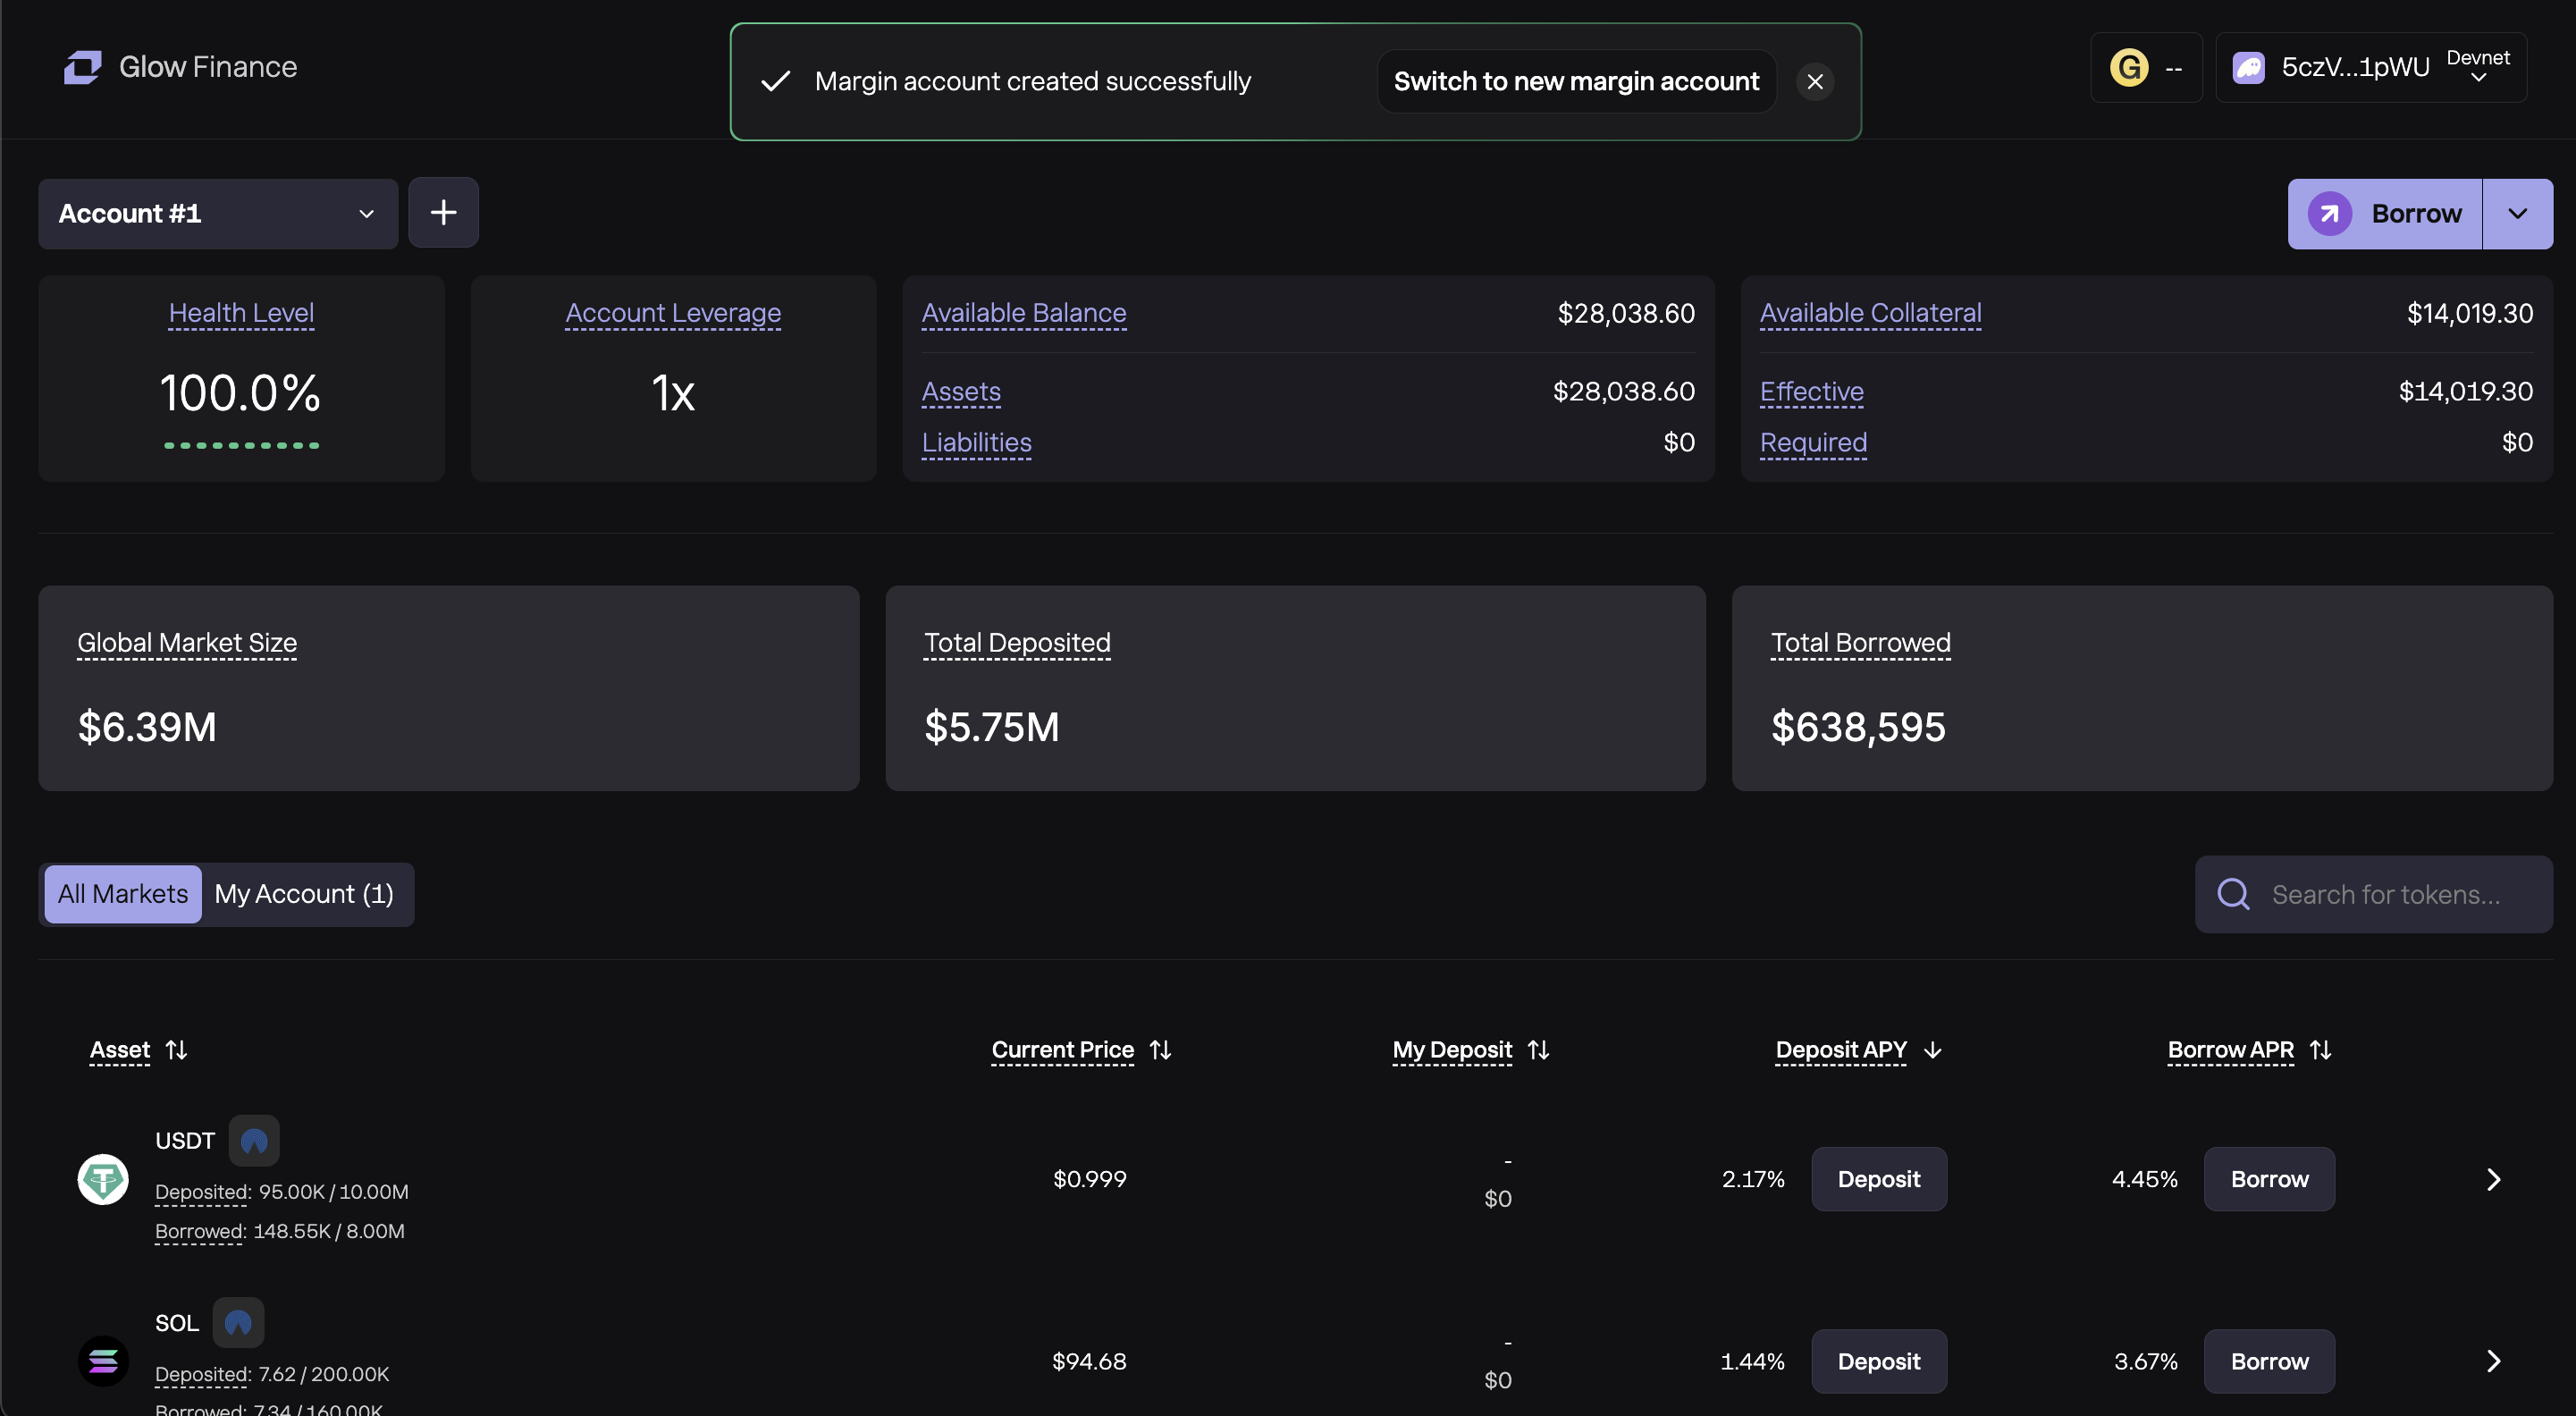 Glow Finance
Margin account created successfully
Switch to new margin account
G --
5czV...1pWU Devnet
Account #1
Borrow
Health Level
100.0%
Account Leverage
1x
Available Balance $28,038.60
Assets $28,038.60
Liabilities $0
Available Collateral $14,019.30
Effective $14,019.30
Required $0
Global Market Size
$6.39M
Total Deposited
$5.75M
Total Borrowed
$638,595
All Markets My Account (1)
Search for tokens...
Asset Current Price My Deposit Deposit APY Borrow APR
USDT
Deposited: 95.00K / 10.00M
Borrowed: 148.55K / 8.00M
$0.999
-
$0
2.17% Deposit
4.45% Borrow
SOL
Deposited: 7.62 / 200.00K
Borrowed: 7.34 / 160.00K
$94.68
-
$0
1.44% Deposit
3.67% Borrow